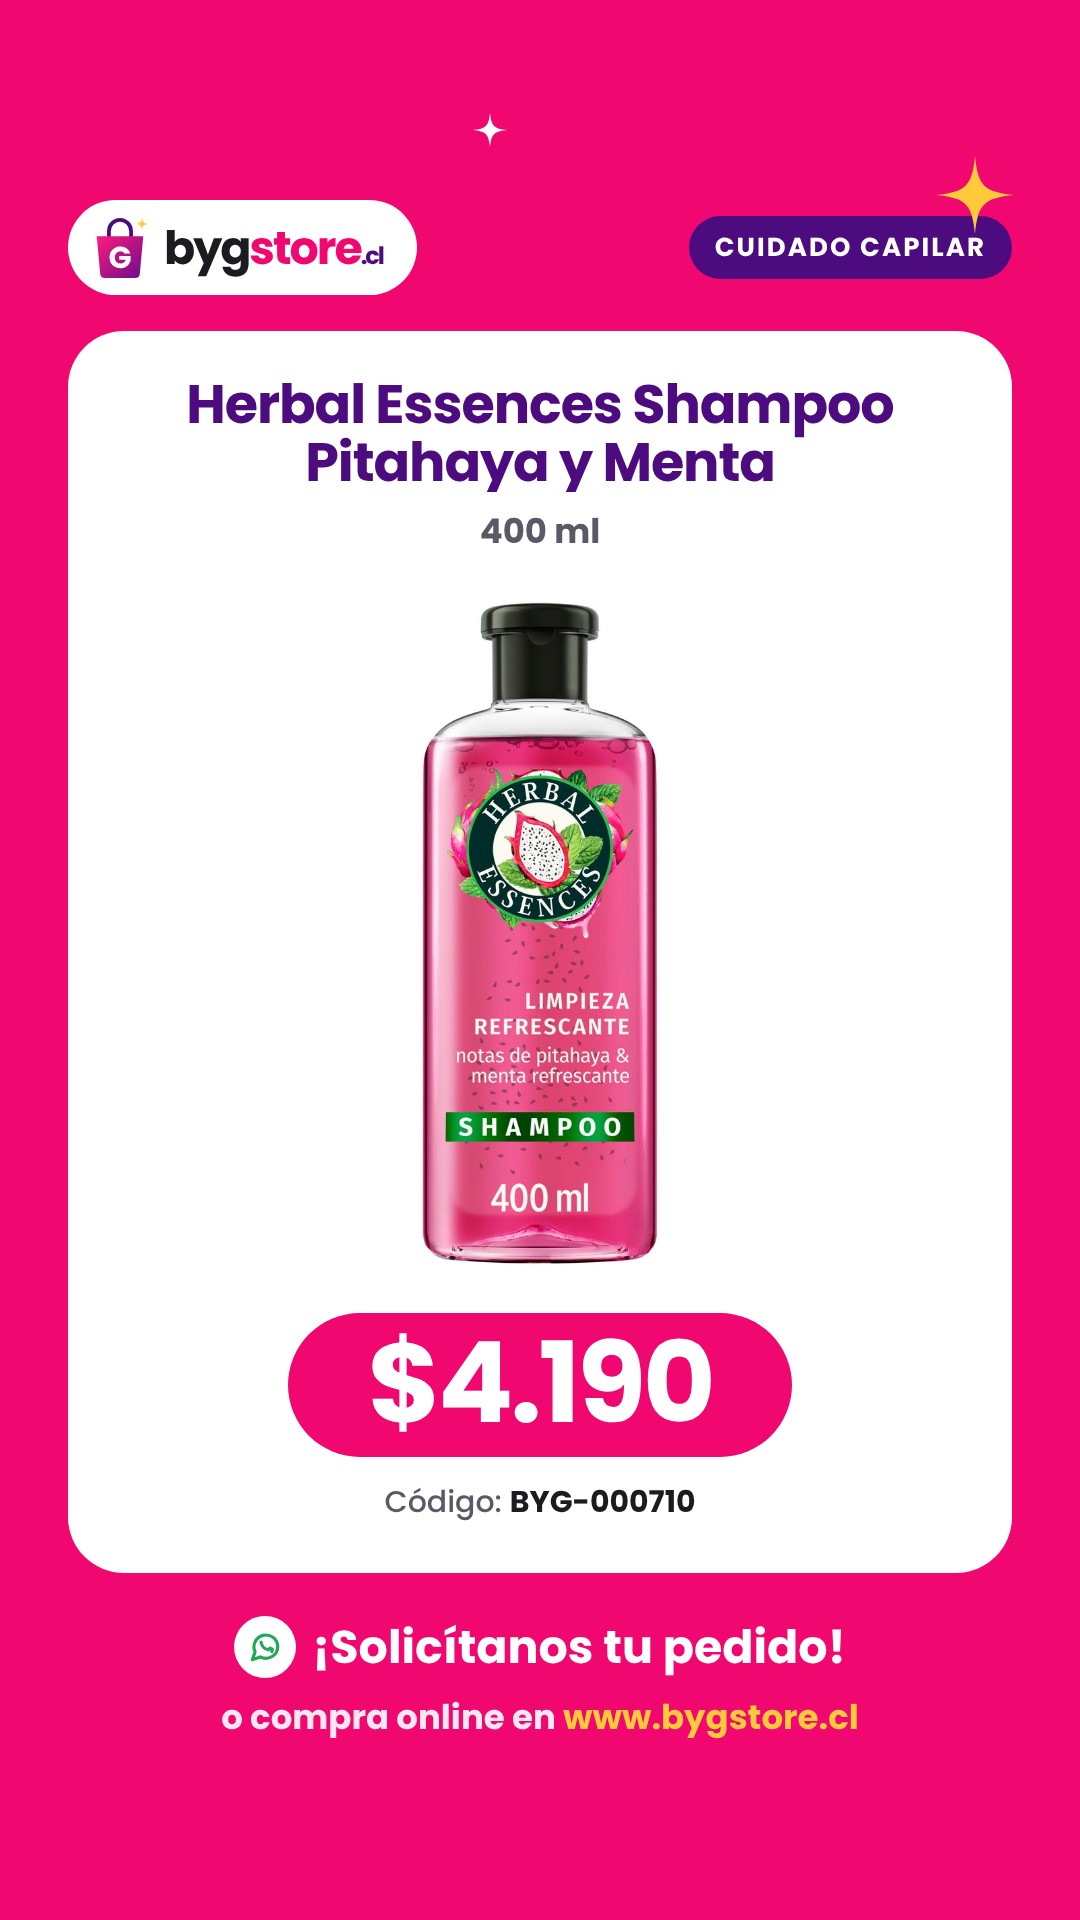 G bygstore.cl
CUIDADO CAPILAR
Herbal Essences Shampoo
Pitahaya y Menta
400 ml
HERBAL
ESSENCES
LIMPIEZA
REFRESCANTE
notas de pitahaya &
menta refrescante
SHAMPOO
400 ml
$4.190
Código: BYG-000710
¡Solicítanos tu pedido!
o compra online en www.bygstore.cl